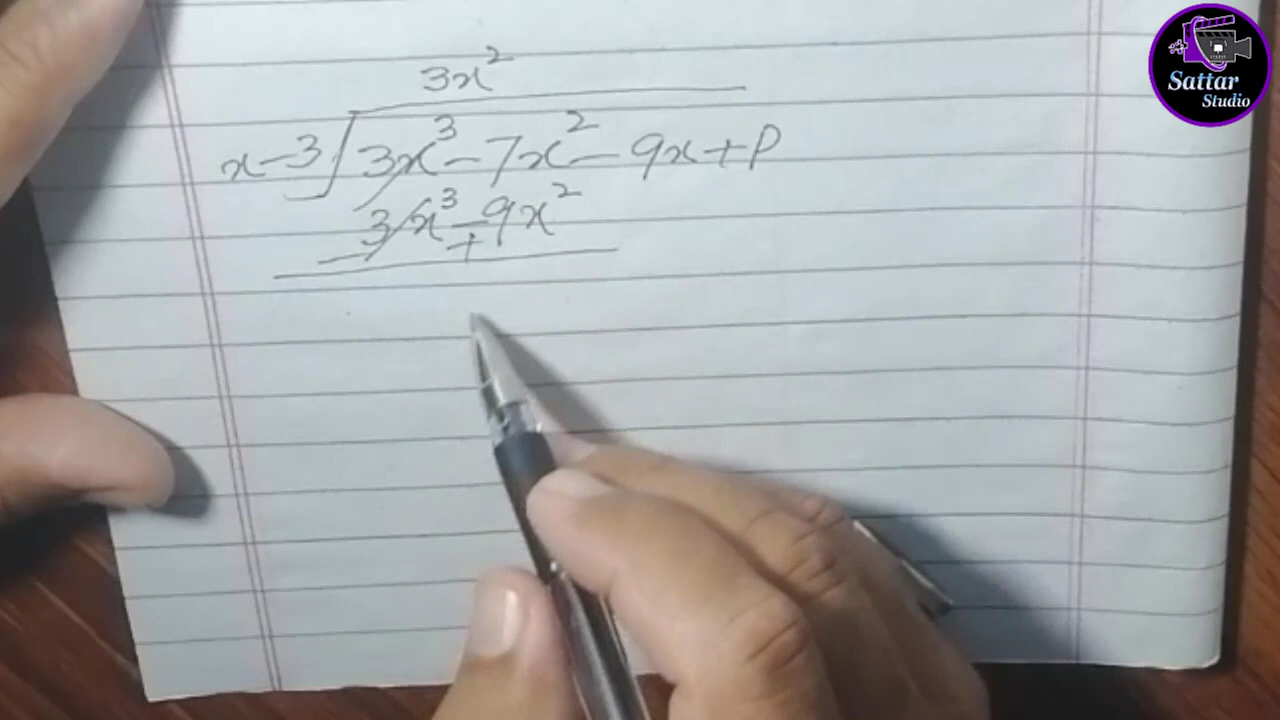 3x²
x-3 √ 3x³ - 7x² - 9x + P
3x³ - 9x²
- +
Sattar
Studio